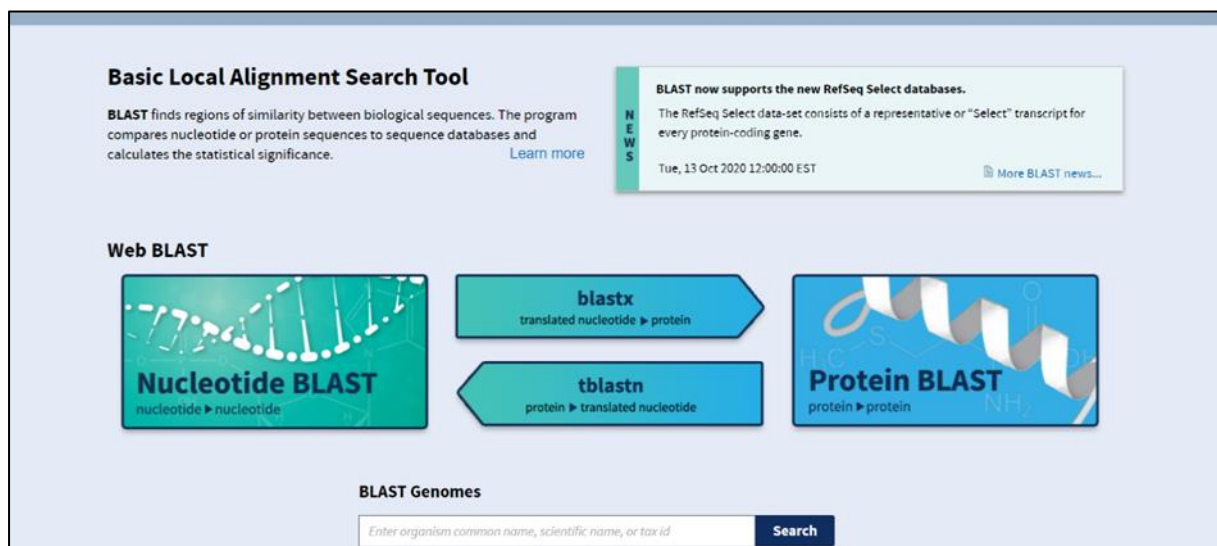 Basic Local Alignment Search Tool
BLAST finds regions of similarity between biological sequences. The program
compares nucleotide or protein sequences to sequence databases and
calculates the statistical significance.
Learn more
NEWS
BLAST now supports the new RefSeq Select databases.
The RefSeq Select data-set consists of a representative or “Select” transcript for
every protein-coding gene.
Tue, 13 Oct 2020 12:00:00 EST
More BLAST news...
Web BLAST
Nucleotide BLAST
nucleotide ▶ nucleotide
blastx
translated nucleotide ▶ protein
tblastn
protein ▶ translated nucleotide
H₃C
S
O
OH
NH₂
Protein BLAST
protein ▶ protein
BLAST Genomes
Enter organism common name, scientific name, or tax id
Search